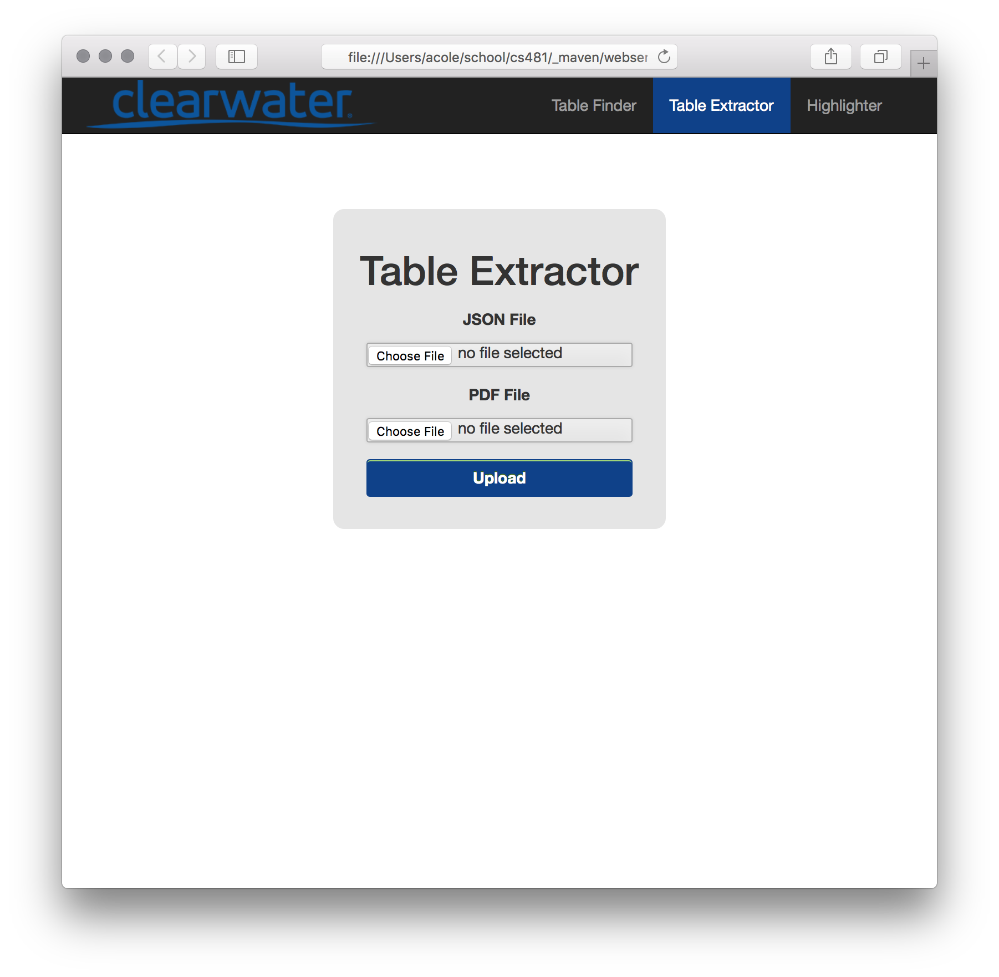 file:///Users/acole/school/cs481/_maven/webser
clearwater®
Table Finder
Table Extractor
Highlighter
Table Extractor
JSON File
Choose File no file selected
PDF File
Choose File no file selected
Upload